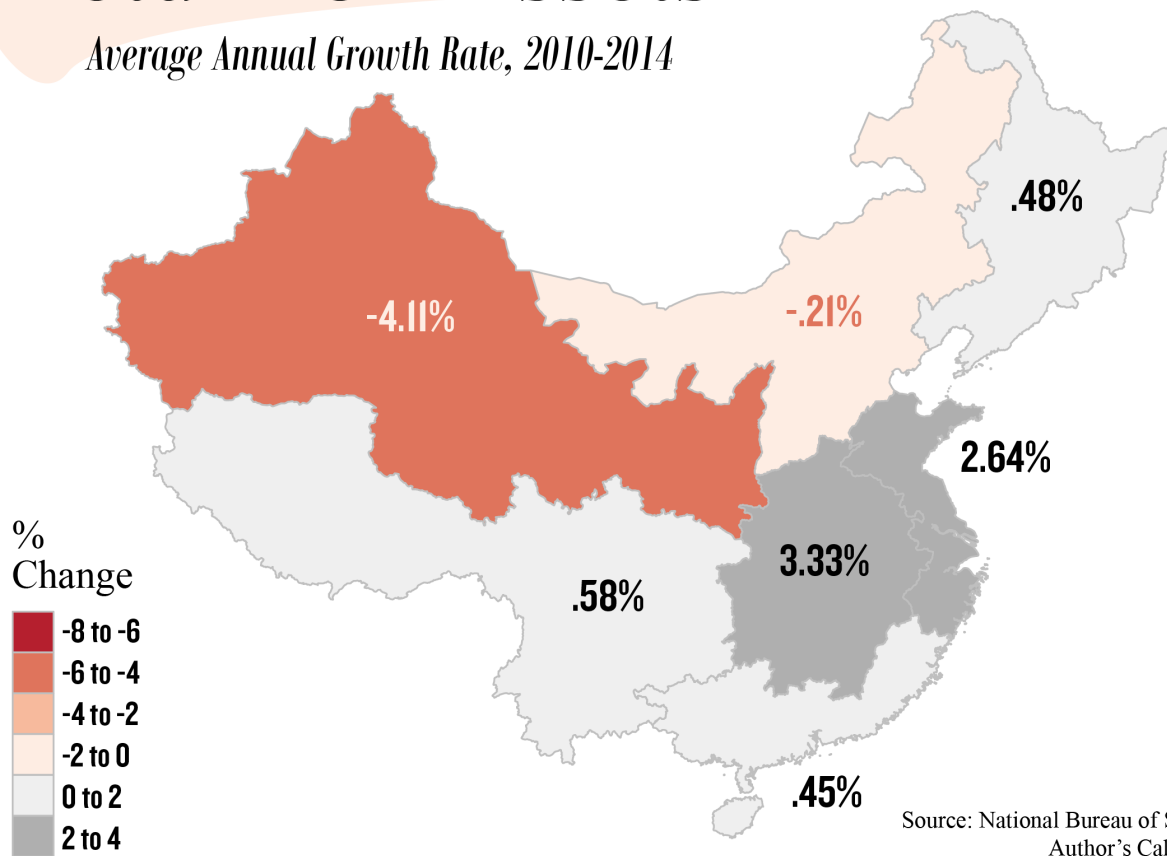 Average Annual Growth Rate, 2010-2014
.48%
-4.11%
-.21%
2.64%
3.33%
.58%
.45%
%
Change
-8 to -6
-6 to -4
-4 to -2
-2 to 0
0 to 2
2 to 4
Source: National Bureau of
Author's